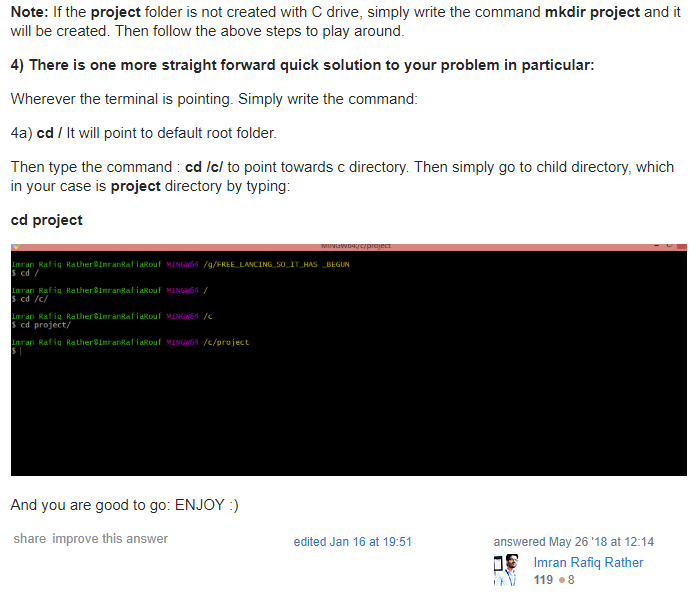 Note: If the project folder is not created with C drive, simply write the command mkdir project and it
will be created. Then follow the above steps to play around.
4) There is one more straight forward quick solution to your problem in particular:
Wherever the terminal is pointing. Simply write the command:
4a) cd / It will point to default root folder.
Then type the command : cd /c/ to point towards c directory. Then simply go to child directory, which
in your case is project directory by typing:
cd project
MINGW64:/c/project
Imran Rafiq Rather@ImranRafiaRouf MINGW64 /g/FREE_LANCING_SO_IT_HAS _BEGUN
$ cd /
Imran Rafiq Rather@ImranRafiaRouf MINGW64 /
$ cd /c/
Imran Rafiq Rather@ImranRafiaRouf MINGW64 /c
$ cd project/
Imran Rafiq Rather@ImranRafiaRouf MINGW64 /c/project
$
And you are good to go: ENJOY :)
share improve this answer
edited Jan 16 at 19:51
answered May 26 '18 at 12:14
Imran Rafiq Rather
119 ●8